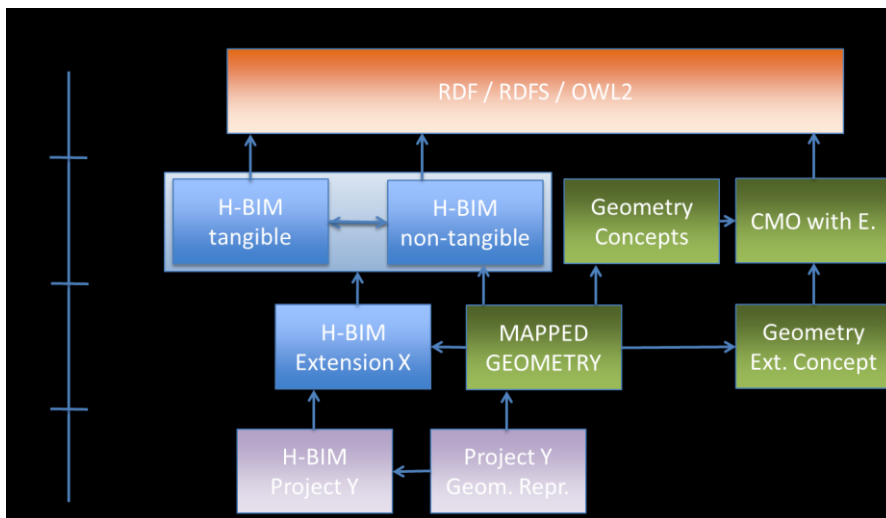 RDF / RDFS / OWL2
H-BIM
tangible
H-BIM
non-tangible
Geometry
Concepts
CMO with E.
H-BIM
Extension X
MAPPED
GEOMETRY
Geometry
Ext. Concept
H-BIM
Project Y
Project Y
Geom. Repr.